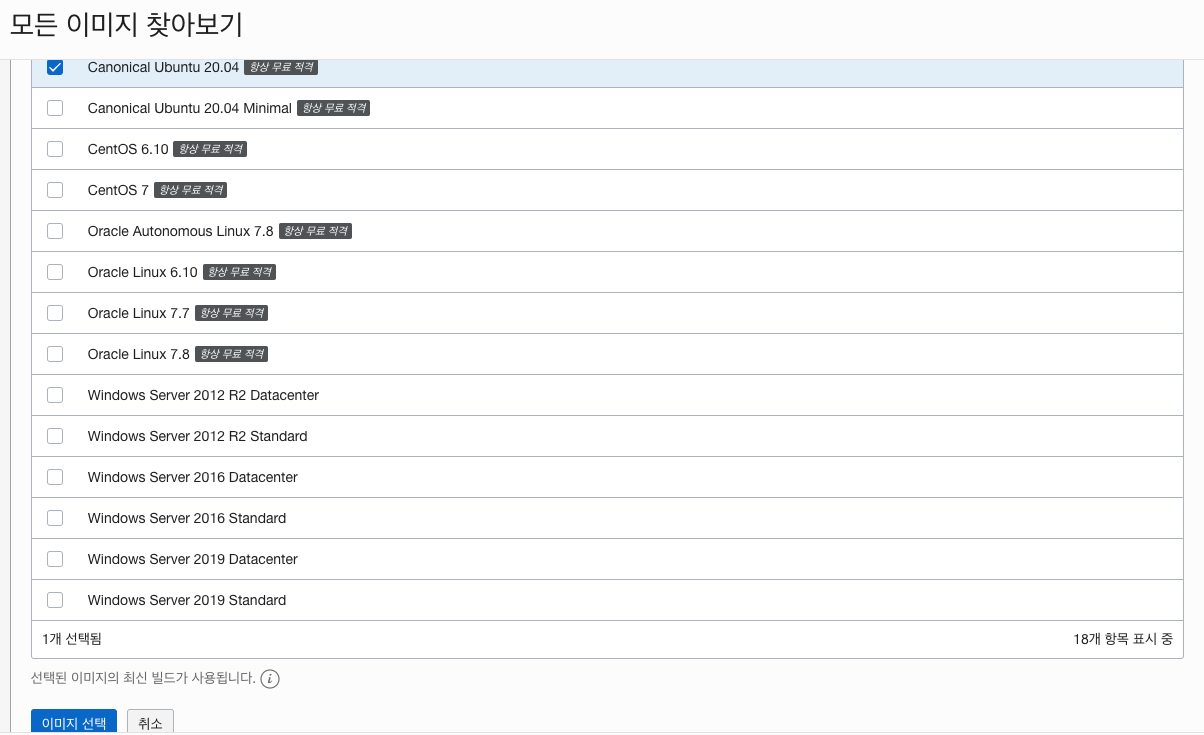 모든 이미지 찾아보기
Canonical Ubuntu 20.04 항상 무료 적격
Canonical Ubuntu 20.04 Minimal 항상 무료 적격
CentOS 6.10 항상 무료 적격
CentOS 7 항상 무료 적격
Oracle Autonomous Linux 7.8 항상 무료 적격
Oracle Linux 6.10 항상 무료 적격
Oracle Linux 7.7 항상 무료 적격
Oracle Linux 7.8 항상 무료 적격
Windows Server 2012 R2 Datacenter
Windows Server 2012 R2 Standard
Windows Server 2016 Datacenter
Windows Server 2016 Standard
Windows Server 2019 Datacenter
Windows Server 2019 Standard
1개 선택됨 18개 항목 표시 중
선택된 이미지의 최신 빌드가 사용됩니다. i
이미지 선택 취소